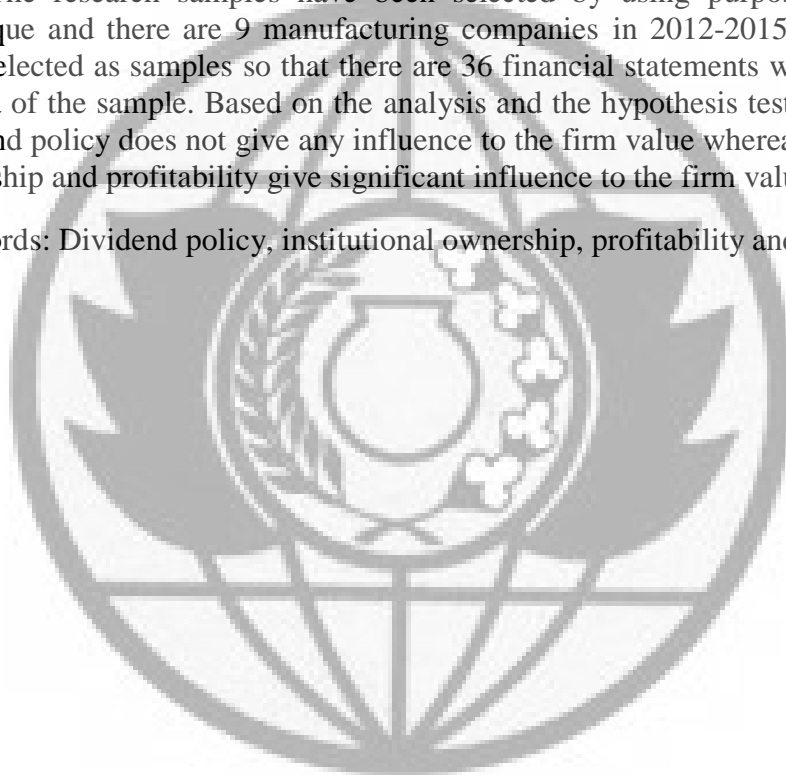 The research samples have been selected by using purpos
que and there are 9 manufacturing companies in 2012-2015
elected as samples so that there are 36 financial statements w
of the sample. Based on the analysis and the hypothesis test
nd policy does not give any influence to the firm value wherea
ship and profitability give significant influence to the firm valu
ords: Dividend policy, institutional ownership, profitability and